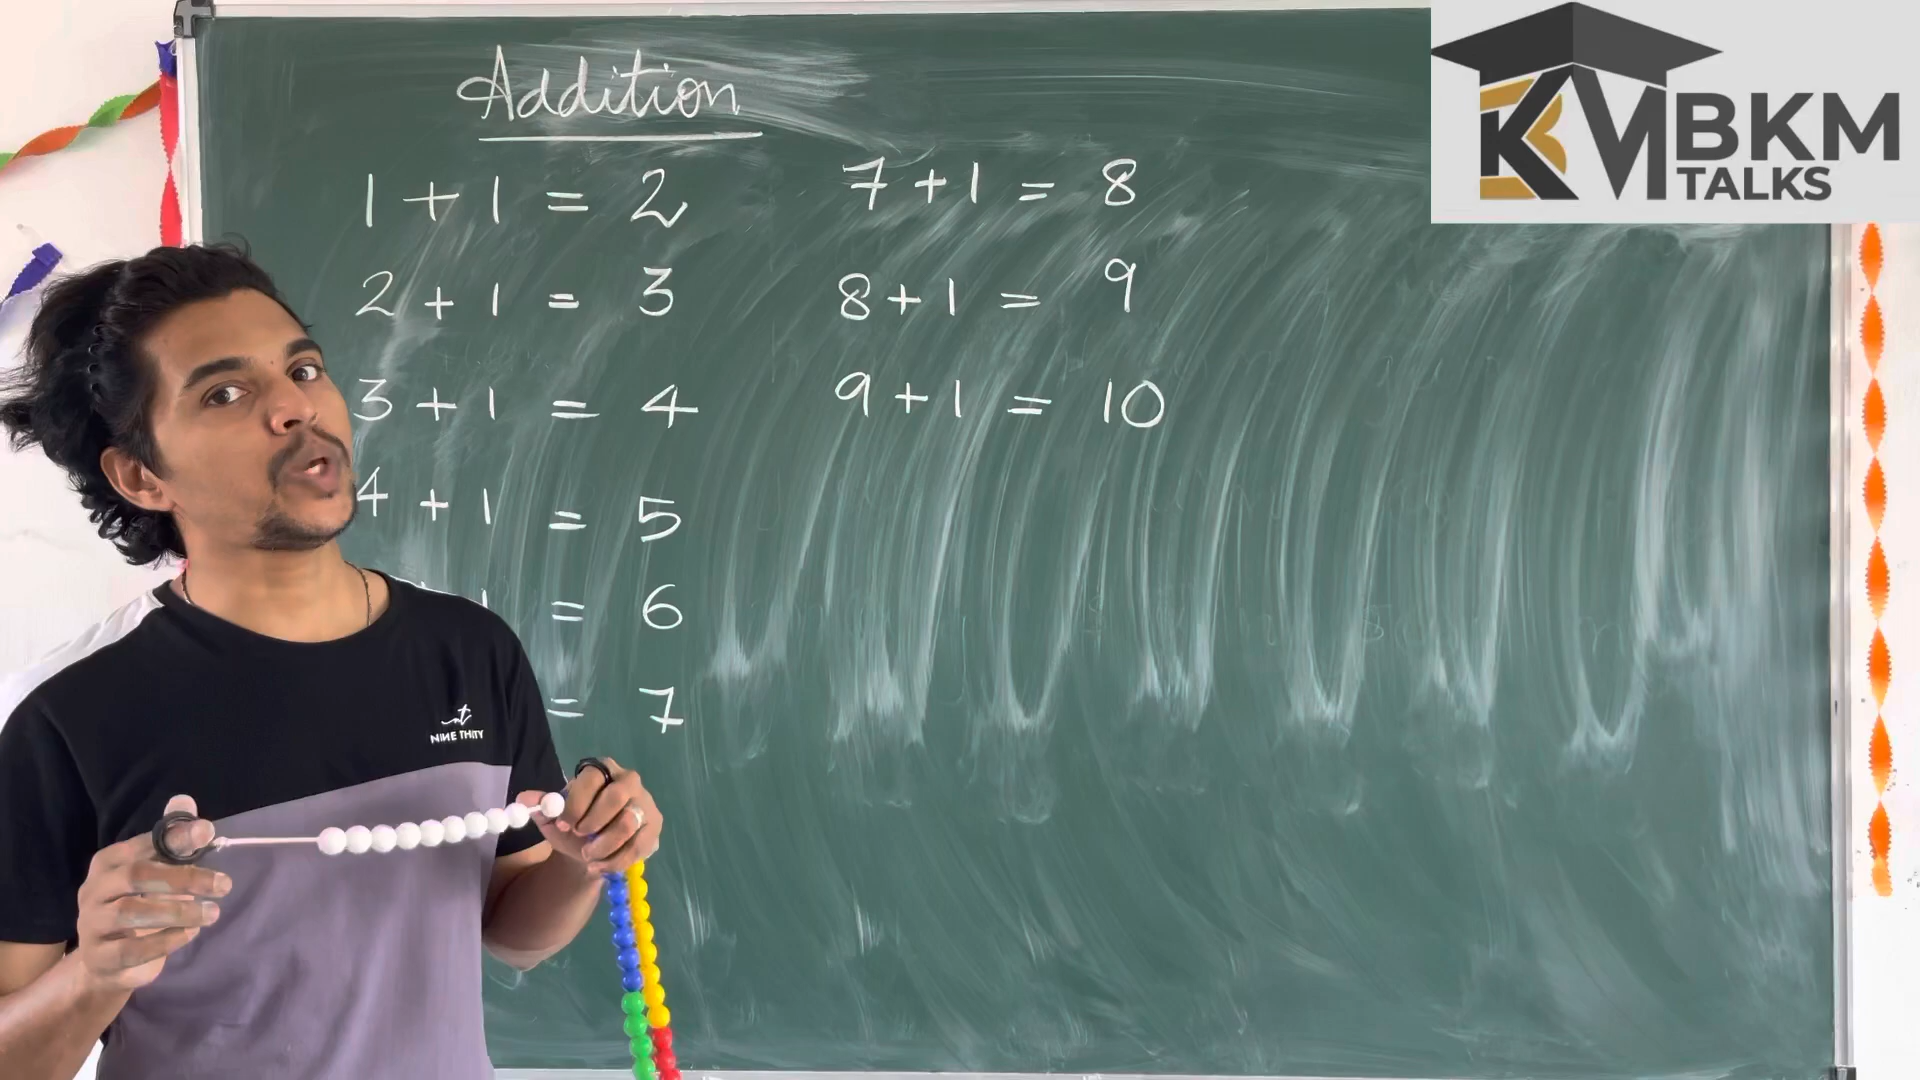 Addition
1 + 1 = 2
2 + 1 = 3
3 + 1 = 4
4 + 1 = 5
= 6
= 7
7 + 1 = 8
8 + 1 = 9
9 + 1 = 10
BKM
TALKS
NINE THIRTY